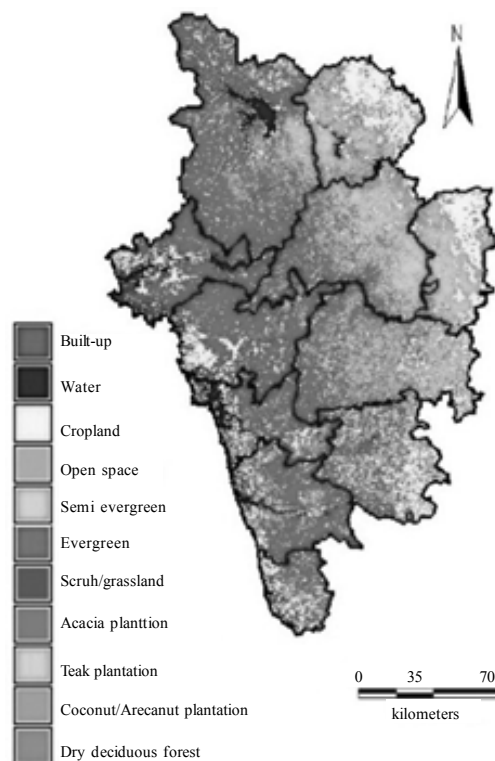 N
Built-up
Water
Cropland
Open space
Semi evergreen
Evergreen
Scruh/grassland
Acacia planttion
Teak plantation
Coconut/Arecanut plantation
Dry deciduous forest
0 35 70
kilometers